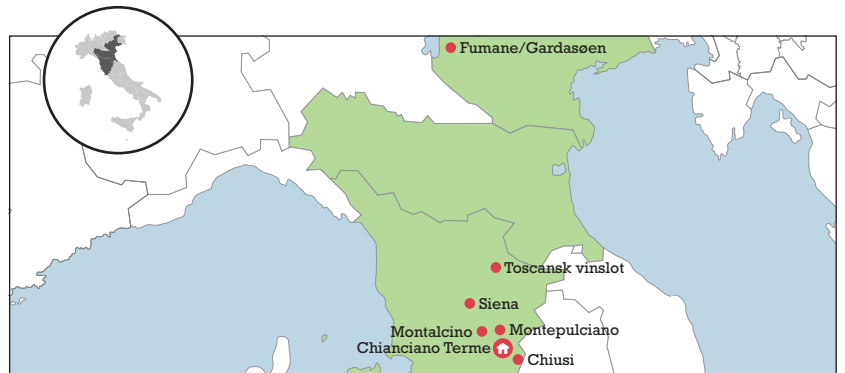 Fumane/Gardasøen
Toscansk vinslot
Siena
Montalcino
Montepulciano
Chianciano Terme
Chiusi